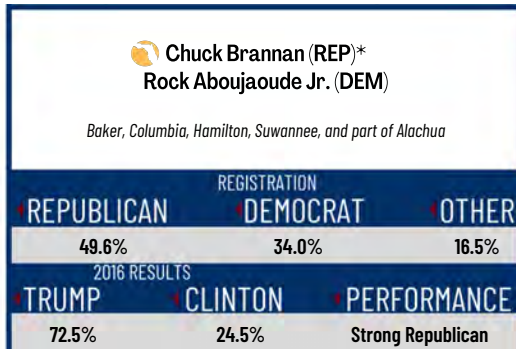 Chuck Brannan (REP)*
Rock Aboujaoude Jr. (DEM)
Baker, Columbia, Hamilton, Suwannee, and part of Alachua
REGISTRATION
REPUBLICAN DEMOCRAT OTHER
49.6% 34.0% 16.5%
2016 RESULTS
TRUMP CLINTON PERFORMANCE
72.5% 24.5% Strong Republican